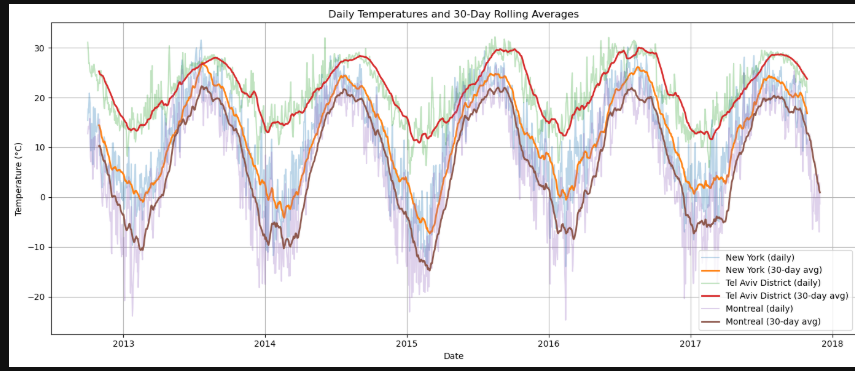 Daily Temperatures and 30-Day Rolling Averages
Temperature (°C)
30
20
10
0
−10
−20
2013
2014
2015
2016
2017
2018
Date
New York (daily)
New York (30-day avg)
Tel Aviv District (daily)
Tel Aviv District (30-day avg)
Montreal (daily)
Montreal (30-day avg)